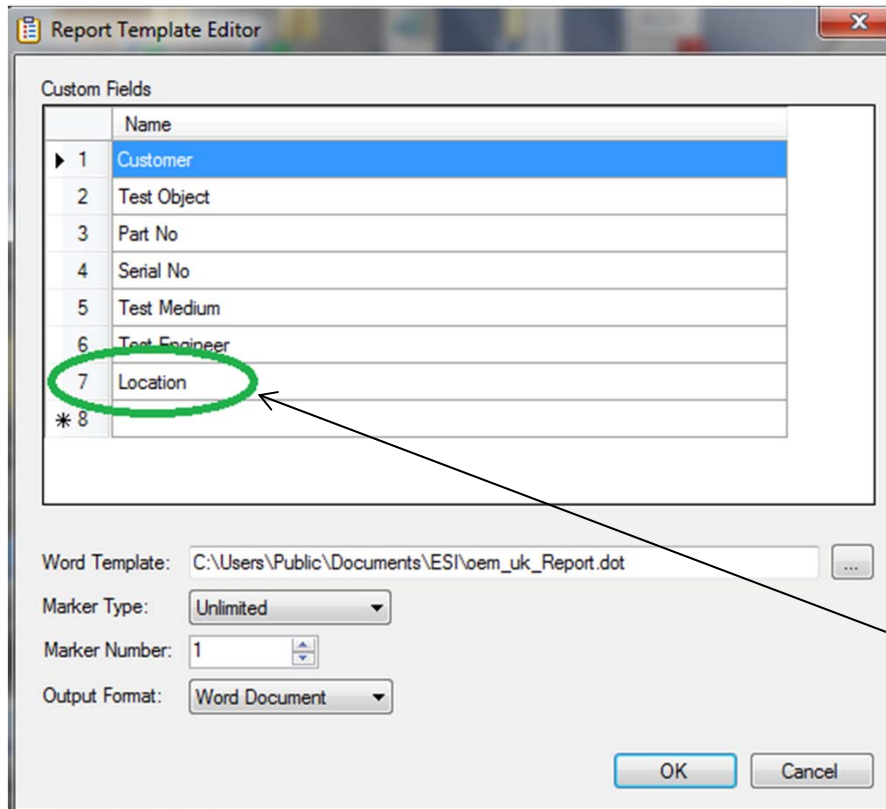 Report Template Editor
x
Custom Fields
Name
1 Customer
2 Test Object
3 Part No
4 Serial No
5 Test Medium
6 Test Engineer
7 Location
* 8
Word Template: C:\Users\Public\Documents\ESI\oem_uk_Report.dot ...
Marker Type: Unlimited
Marker Number: 1
Output Format: Word Document
OK Cancel